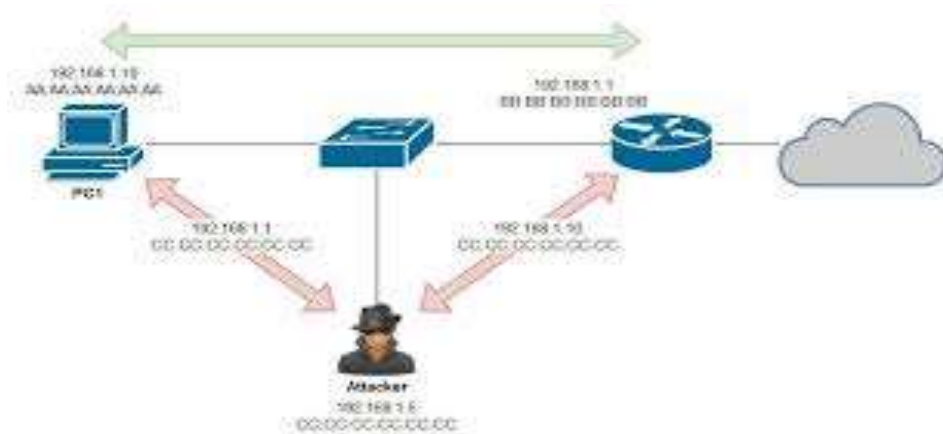 192.168.1.10
AA:AA:AA:AA:AA:AA
192.168.1.1
BB:BB:BB:BB:BB:BB
PC1
192.168.1.1
CC:CC:CC:CC:CC:CC
192.168.1.10
CC:CC:CC:CC:CC:CC
Attacker
192.168.1.5
CC:CC:CC:CC:CC:CC